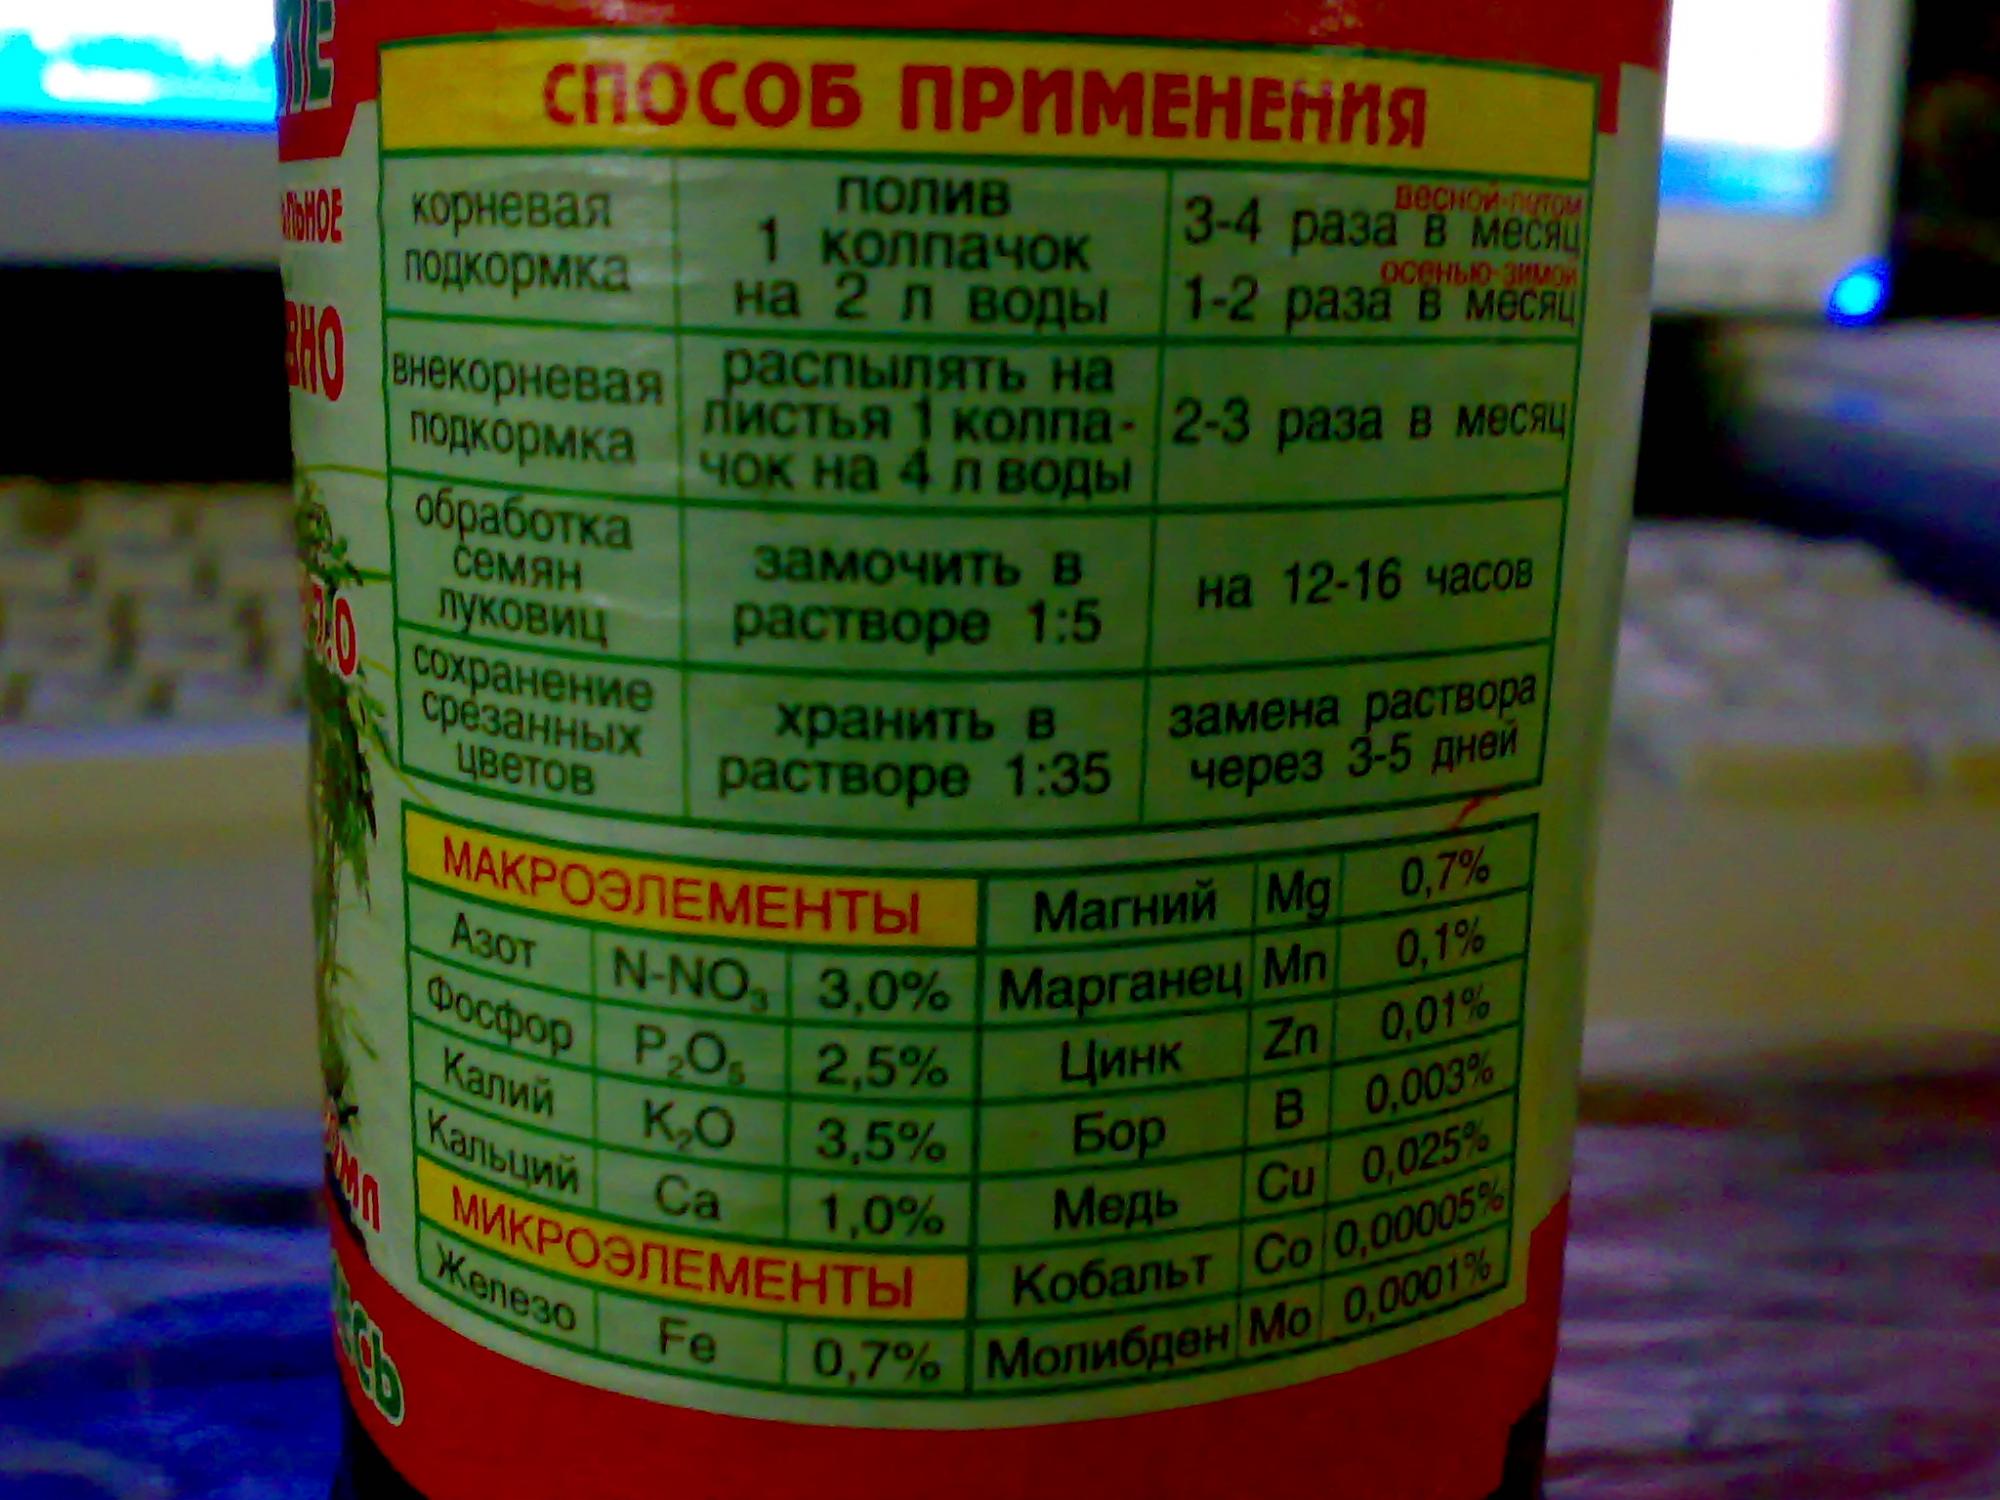 СПОСОБ ПРИМЕНЕНИЯ
корневая
подкормка
полив
1 колпачок
на 2 л воды
весной-летом
3-4 раза в месяц
осенью-зимой
1-2 раза в месяц
внекорневая
подкормка
распылять на
листья 1 колпа-
чок на 4 л воды
2-3 раза в месяц
обработка
семян
луковиц
замочить в
растворе 1:5
на 12-16 часов
сохранение
срезанных
цветов
хранить в
растворе 1:35
замена раствора
через 3-5 дней
МАКРОЭЛЕМЕНТЫ
Азот N-NO₃ 3,0%
Фосфор P₂O₅ 2,5%
Калий K₂O 3,5%
Кальций Ca 1,0%
МИКРОЭЛЕМЕНТЫ
Железо Fe 0,7%
Магний Mg 0,7%
Марганец Mn 0,1%
Цинк Zn 0,01%
Бор B 0,003%
Медь Cu 0,025%
Кобальт Co 0,00005%
Молибден Mo 0,0001%